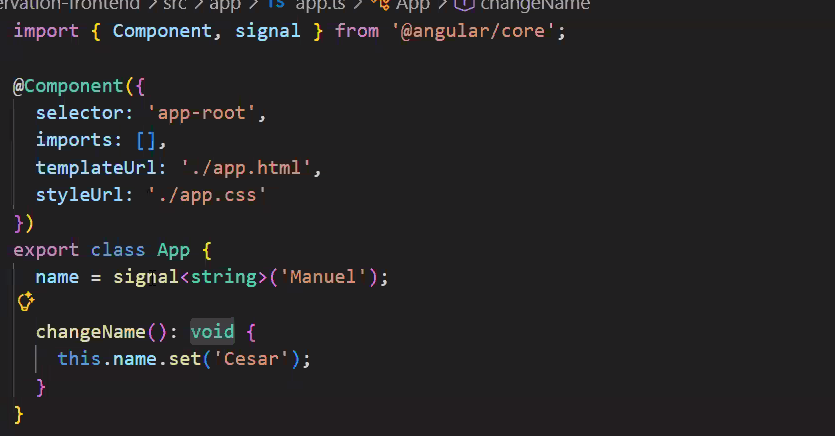 ervation-frontend > src > app > TS app.ts > App > changeName
import { Component, signal } from '@angular/core';
@Component({
selector: 'app-root',
imports: [],
templateUrl: './app.html',
styleUrl: './app.css'
})
export class App {
name = signal<string>('Manuel');
changeName(): void {
this.name.set('Cesar');
}
}